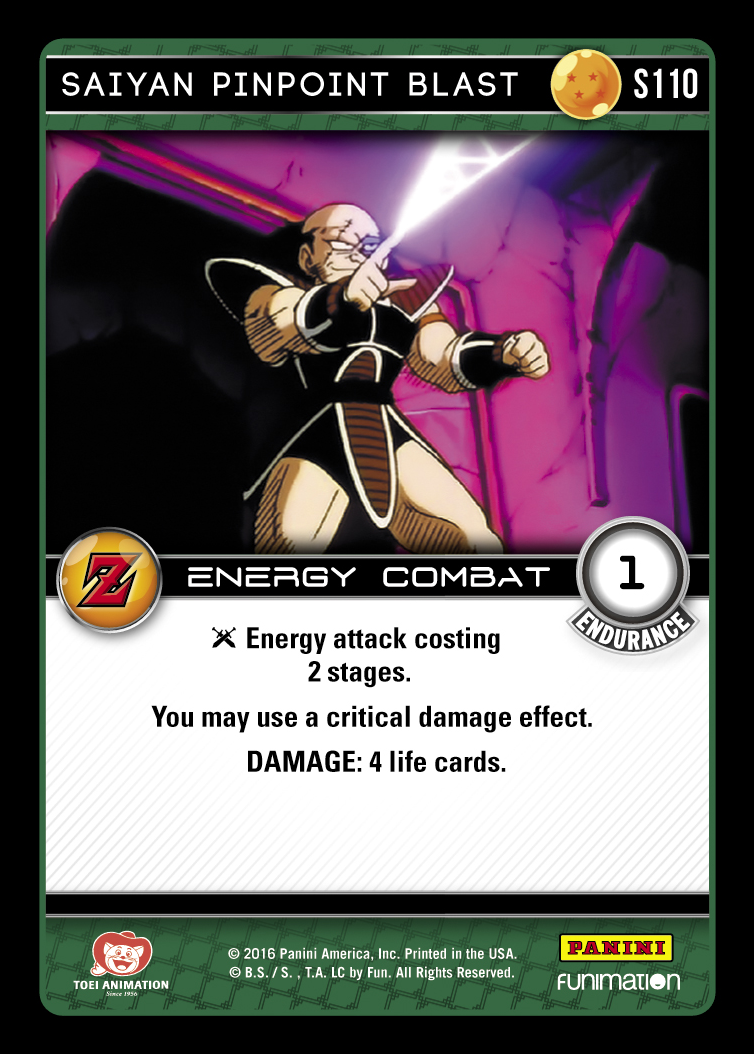 SAIYAN PINPOINT BLAST S110
Z
ENERGY COMBAT
1
ENDURANCE
Energy attack costing
2 stages.
You may use a critical damage effect.
DAMAGE: 4 life cards.
TOEI ANIMATION
Since 1956
© 2016 Panini America, Inc. Printed in the USA.
© B.S. / S. , T.A. LC by Fun. All Rights Reserved.
PANINI
FUNIMATION